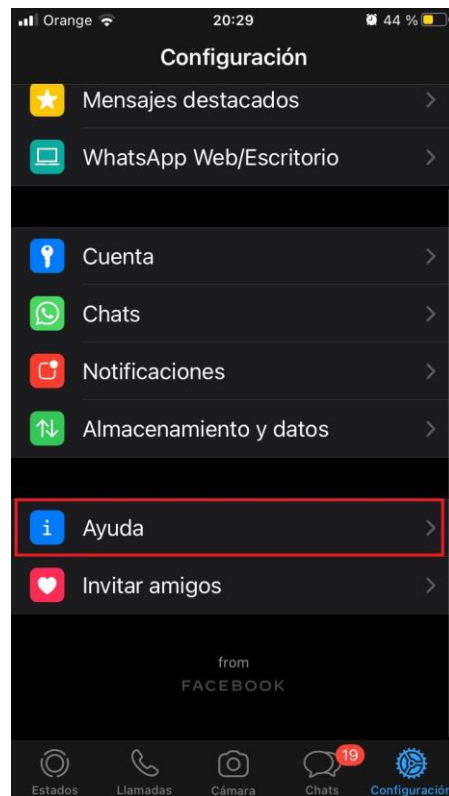 Orange 20:29 44 %
Configuración
Mensajes destacados
WhatsApp Web/Escritorio
Cuenta
Chats
Notificaciones
Almacenamiento y datos
i Ayuda
Invitar amigos
from
FACEBOOK
19
Estados Llamadas Cámara Chats Configuración